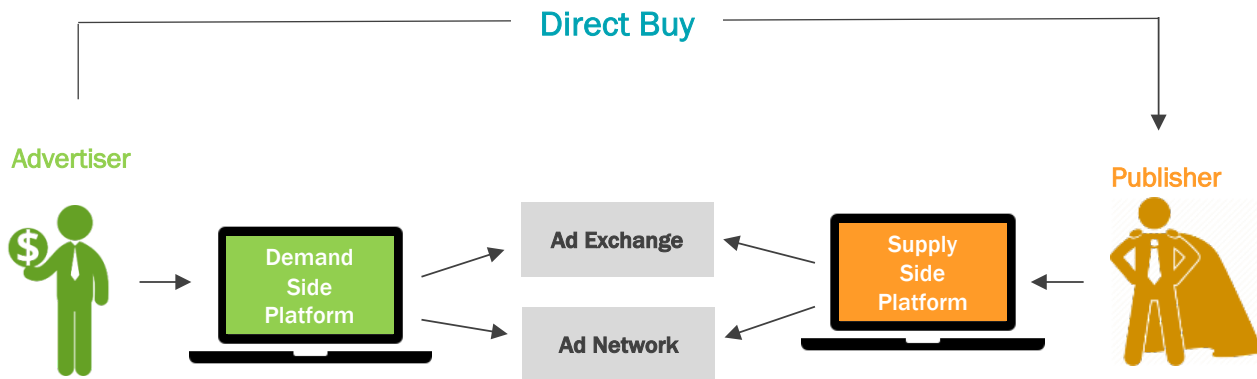 Direct Buy
Advertiser
Publisher
$
Demand
Side
Platform
Ad Exchange
Ad Network
Supply
Side
Platform